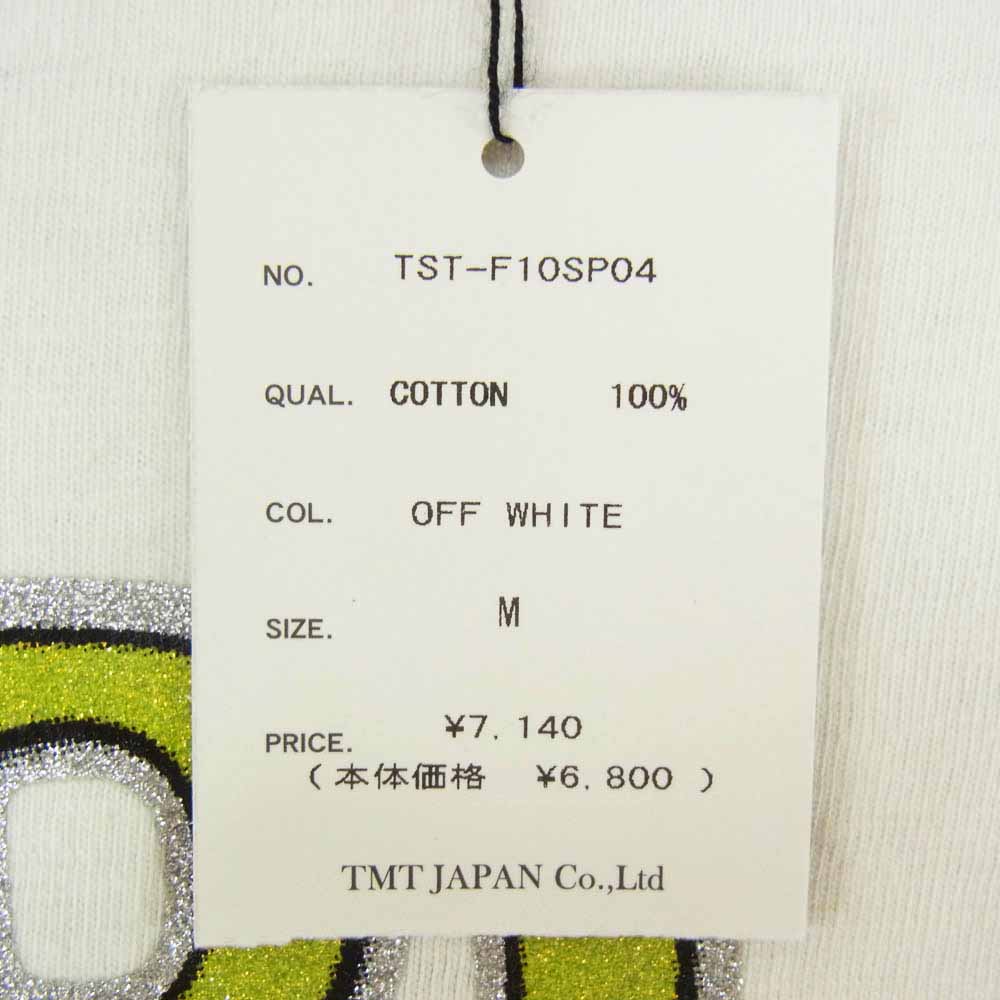 NO. TST-F10SP04
QUAL. COTTON 100%
COL. OFF WHITE
SIZE. M
PRICE. ¥7,140
(本体価格 ¥6,800 )
TMT JAPAN Co.,Ltd